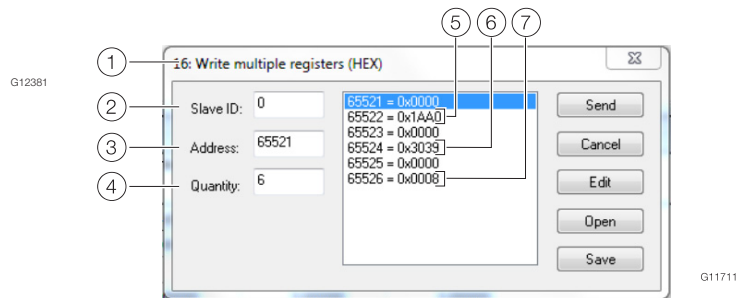 5 6 7
1
16: Write multiple registers (HEX)
G12381
2
Slave ID: 0
3
Address: 65521
4
Quantity: 6
65521 = 0x0000
65522 = 0x1AA0
65523 = 0x0000
65524 = 0x3039
65525 = 0x0000
65526 = 0x0008
Send
Cancel
Edit
Open
Save
G11711